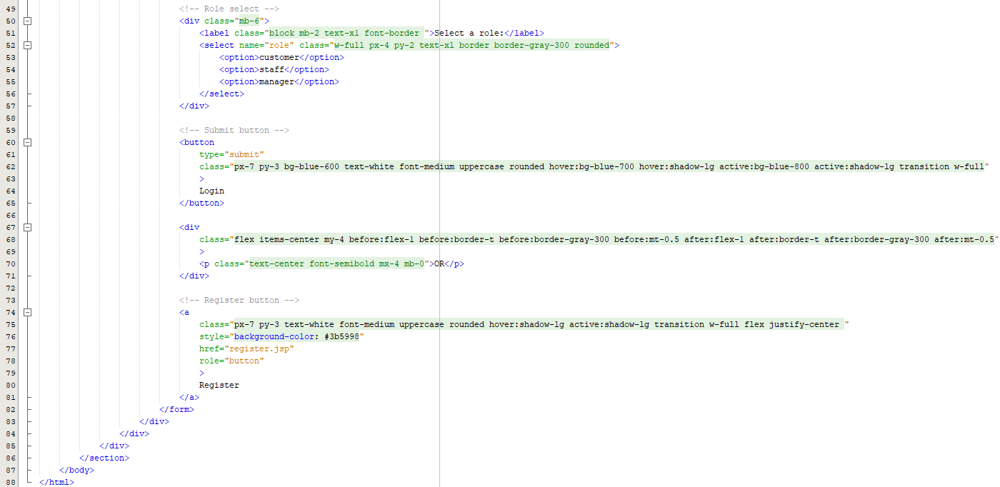 49 <!-- Role select -->
50 <div class="mb-6">
51 <label class="block mb-2 text-xl font-border ">Select a role:</label>
52 <select name="role" class="w-full px-4 py-2 text-xl border border-gray-300 rounded">
53 <option>customer</option>
54 <option>staff</option>
55 <option>manager</option>
56 </select>
57 </div>
58
59 <!-- Submit button -->
60 <button
61 type="submit"
62 class="px-7 py-3 bg-blue-600 text-white font-medium uppercase rounded hover:bg-blue-700 hover:shadow-lg active:bg-blue-800 active:shadow-lg transition w-full"
63 >
64 Login
65 </button>
66
67 <div
68 class="flex items-center my-4 before:flex-1 before:border-t before:border-gray-300 before:mt-0.5 after:flex-1 after:border-t after:border-gray-300 after:mt-0.5"
69 >
70 <p class="text-center font-semibold mx-4 mb-0">OR</p>
71 </div>
72
73 <!-- Register button -->
74 <a
75 class="px-7 py-3 text-white font-medium uppercase rounded hover:shadow-lg active:shadow-lg transition w-full flex justify-center "
76 style="background-color: #3b5998"
77 href="register.jsp"
78 role="button"
79 >
80 Register
81 </a>
82 </form>
83 </div>
84 </div>
85 </div>
86 </section>
87 </body>
88 </html>